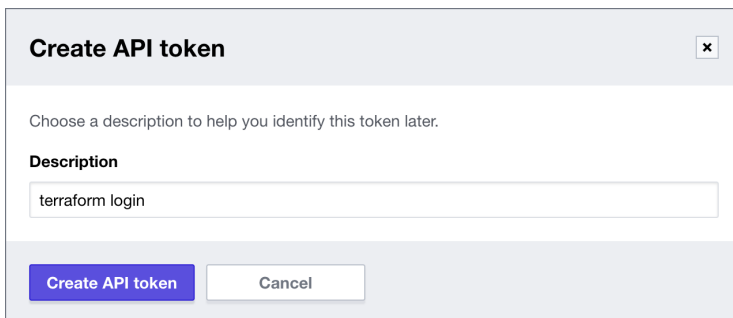 Create API token
Choose a description to help you identify this token later.
Description
terraform login
Create API token Cancel